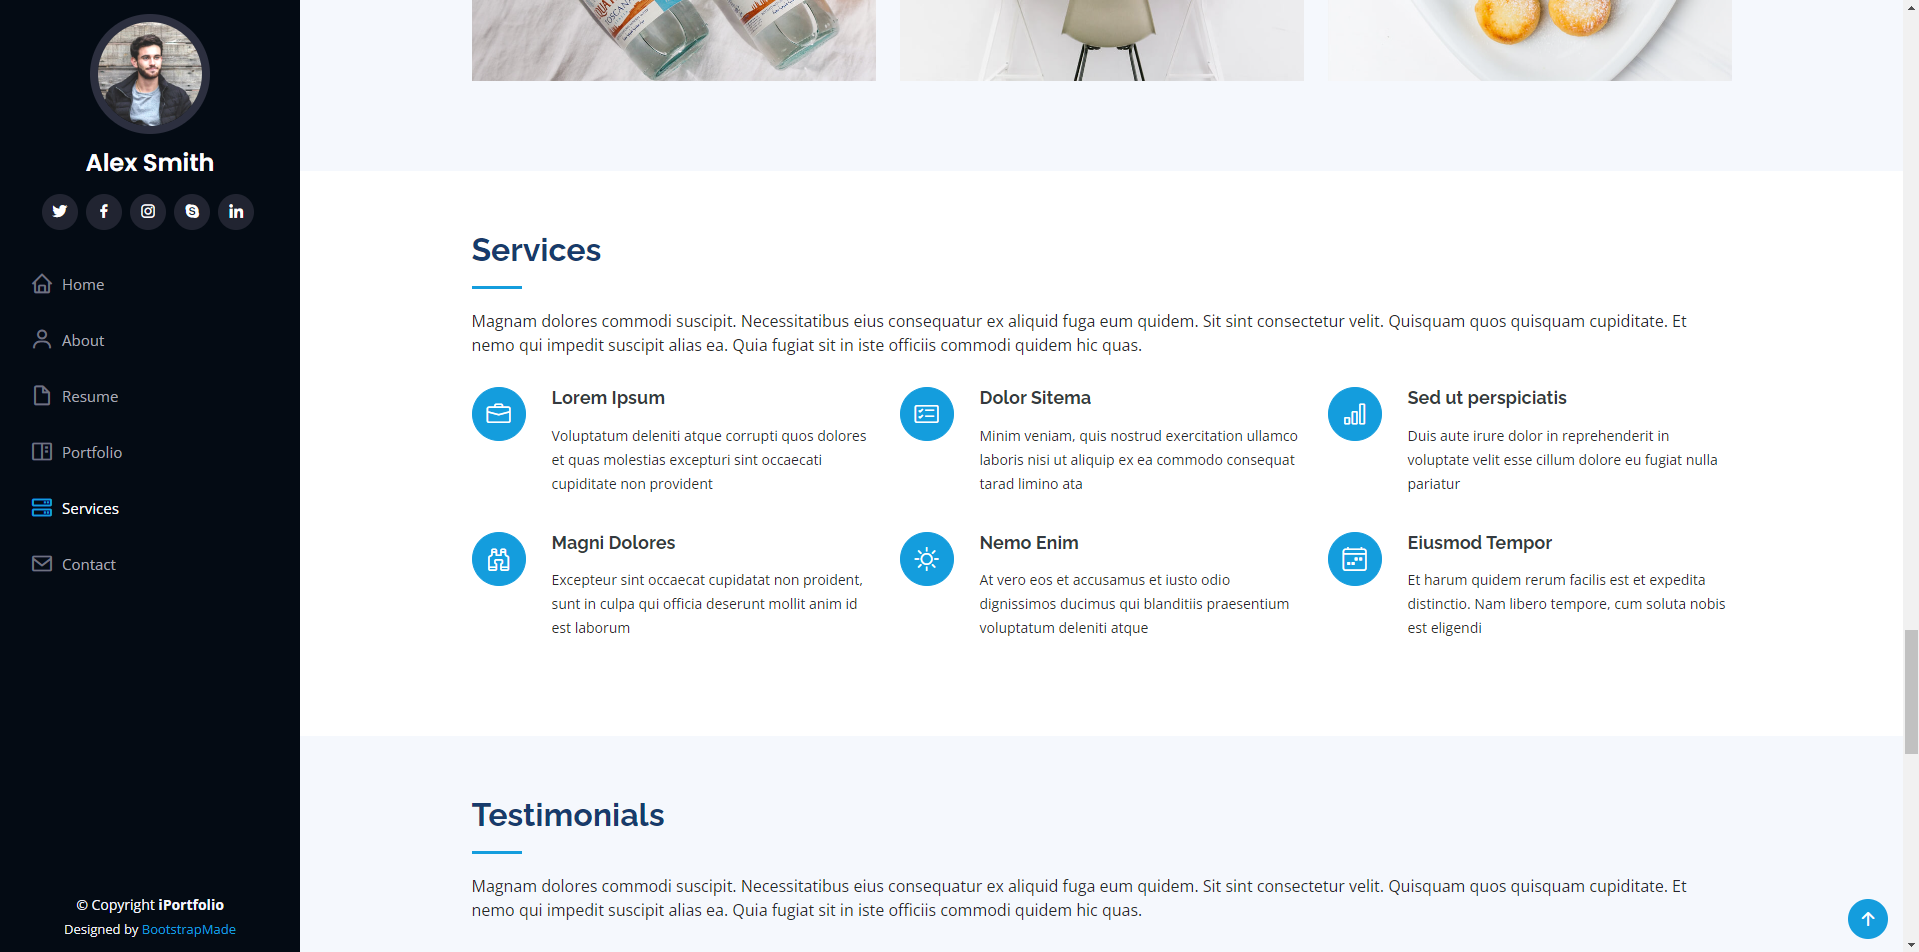 Alex Smith
Home
About
Resume
Portfolio
Services
Contact
© Copyright iPortfolio
Designed by BootstrapMade
TOSCANA
Services
Magnam dolores commodi suscipit. Necessitatibus eius consequatur ex aliquid fuga eum quidem. Sit sint consectetur velit. Quisquam quos quisquam cupiditate. Et
nemo qui impedit suscipit alias ea. Quia fugiat sit in iste officiis commodi quidem hic quas.
Lorem Ipsum
Voluptatum deleniti atque corrupti quos dolores
et quas molestias excepturi sint occaecati
cupiditate non provident
Dolor Sitema
Minim veniam, quis nostrud exercitation ullamco
laboris nisi ut aliquip ex ea commodo consequat
tarad limino ata
Sed ut perspiciatis
Duis aute irure dolor in reprehenderit in
voluptate velit esse cillum dolore eu fugiat nulla
pariatur
Magni Dolores
Excepteur sint occaecat cupidatat non proident,
sunt in culpa qui officia deserunt mollit anim id
est laborum
Nemo Enim
At vero eos et accusamus et iusto odio
dignissimos ducimus qui blanditiis praesentium
voluptatum deleniti atque
Eiusmod Tempor
Et harum quidem rerum facilis est et expedita
distinctio. Nam libero tempore, cum soluta nobis
est eligendi
Testimonials
Magnam dolores commodi suscipit. Necessitatibus eius consequatur ex aliquid fuga eum quidem. Sit sint consectetur velit. Quisquam quos quisquam cupiditate. Et
nemo qui impedit suscipit alias ea. Quia fugiat sit in iste officiis commodi quidem hic quas.